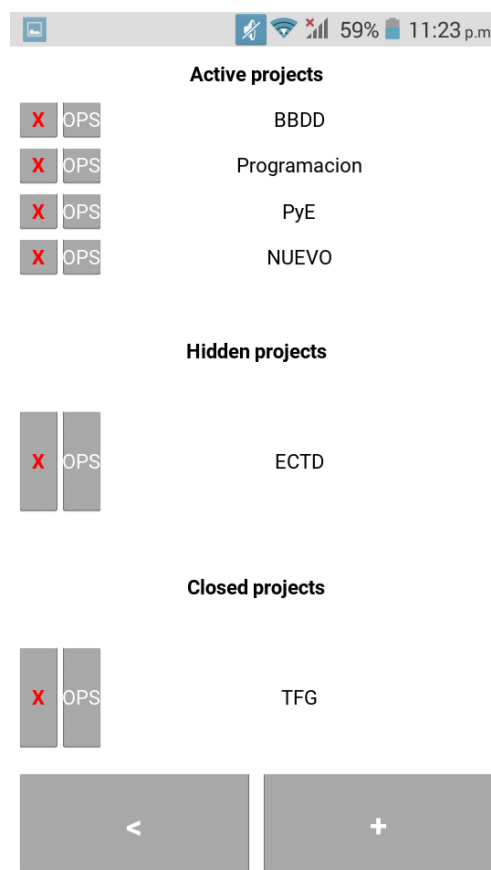 59% 11:23 p.m
Active projects
X OPS BBDD
X OPS Programacion
X OPS PyE
X OPS NUEVO
Hidden projects
X OPS ECTD
Closed projects
X OPS TFG
< +